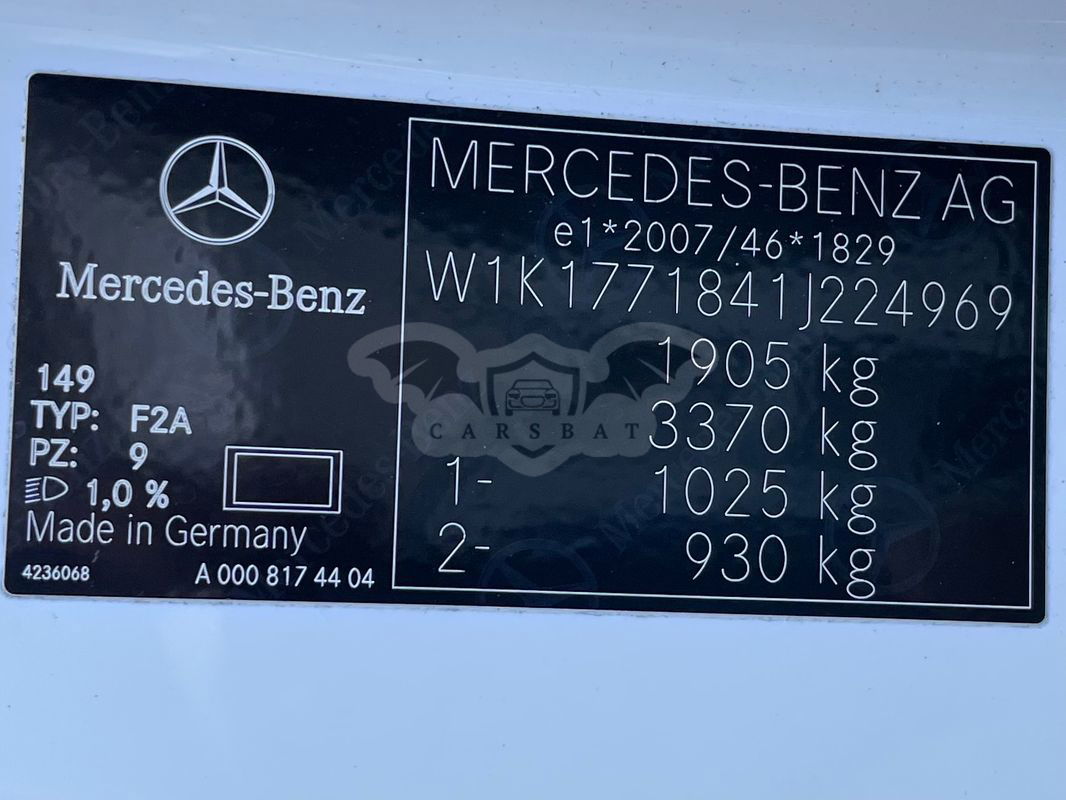 Mercedes-Benz
149
TYP: F2A
PZ: 9
1,0 %
Made in Germany
4236068 A 000 817 44 04
MERCEDES-BENZ AG
e1*2007/46*1829
W1K1771841J224969
1905 kg
3370 kg
1- 1025 kg
2- 930 kg
CARSBAT